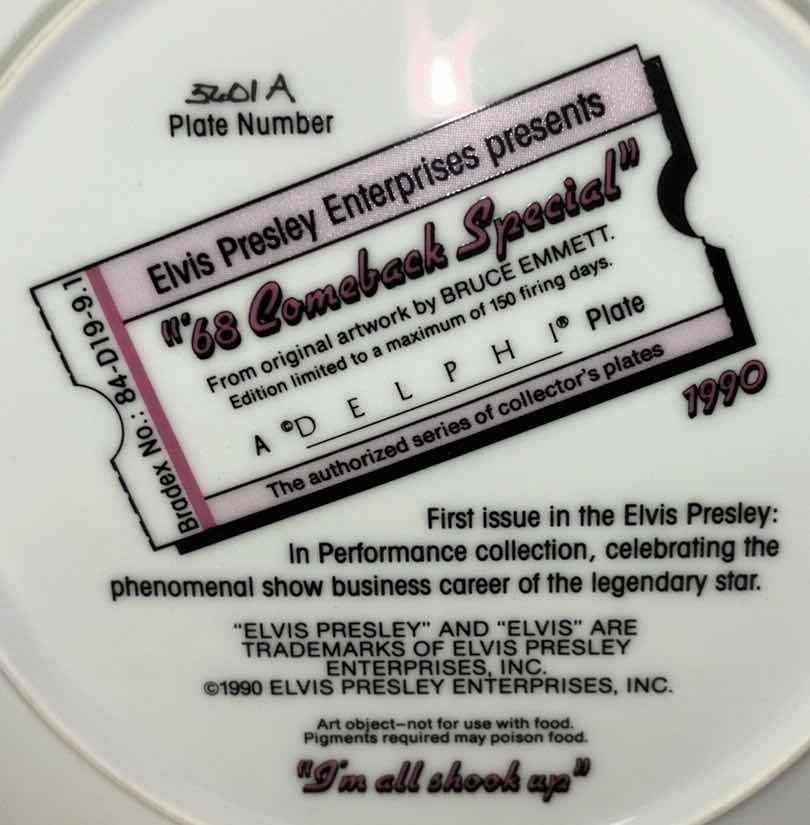 5601 A
Plate Number
Elvis Presley Enterprises presents
"'68 Comeback Special"
From original artwork by BRUCE EMMETT.
Edition limited to a maximum of 150 firing days.
A ©DELPHI® Plate
The authorized series of collector's plates
Bradex No.: 84-D19-9.1
1990
First issue in the Elvis Presley:
In Performance collection, celebrating the
phenomenal show business career of the legendary star.
"ELVIS PRESLEY" AND "ELVIS" ARE
TRADEMARKS OF ELVIS PRESLEY
ENTERPRISES, INC.
©1990 ELVIS PRESLEY ENTERPRISES, INC.
Art object–not for use with food.
Pigments required may poison food.
"I'm all shook up"